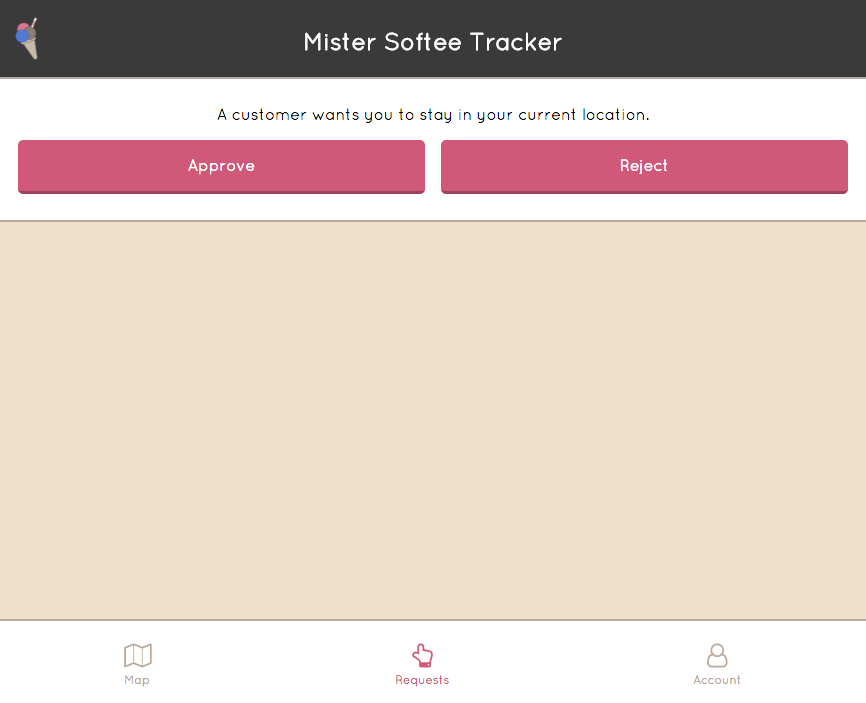 Mister Softee Tracker
A customer wants you to stay in your current location.
Approve
Reject
Map
Requests
Account